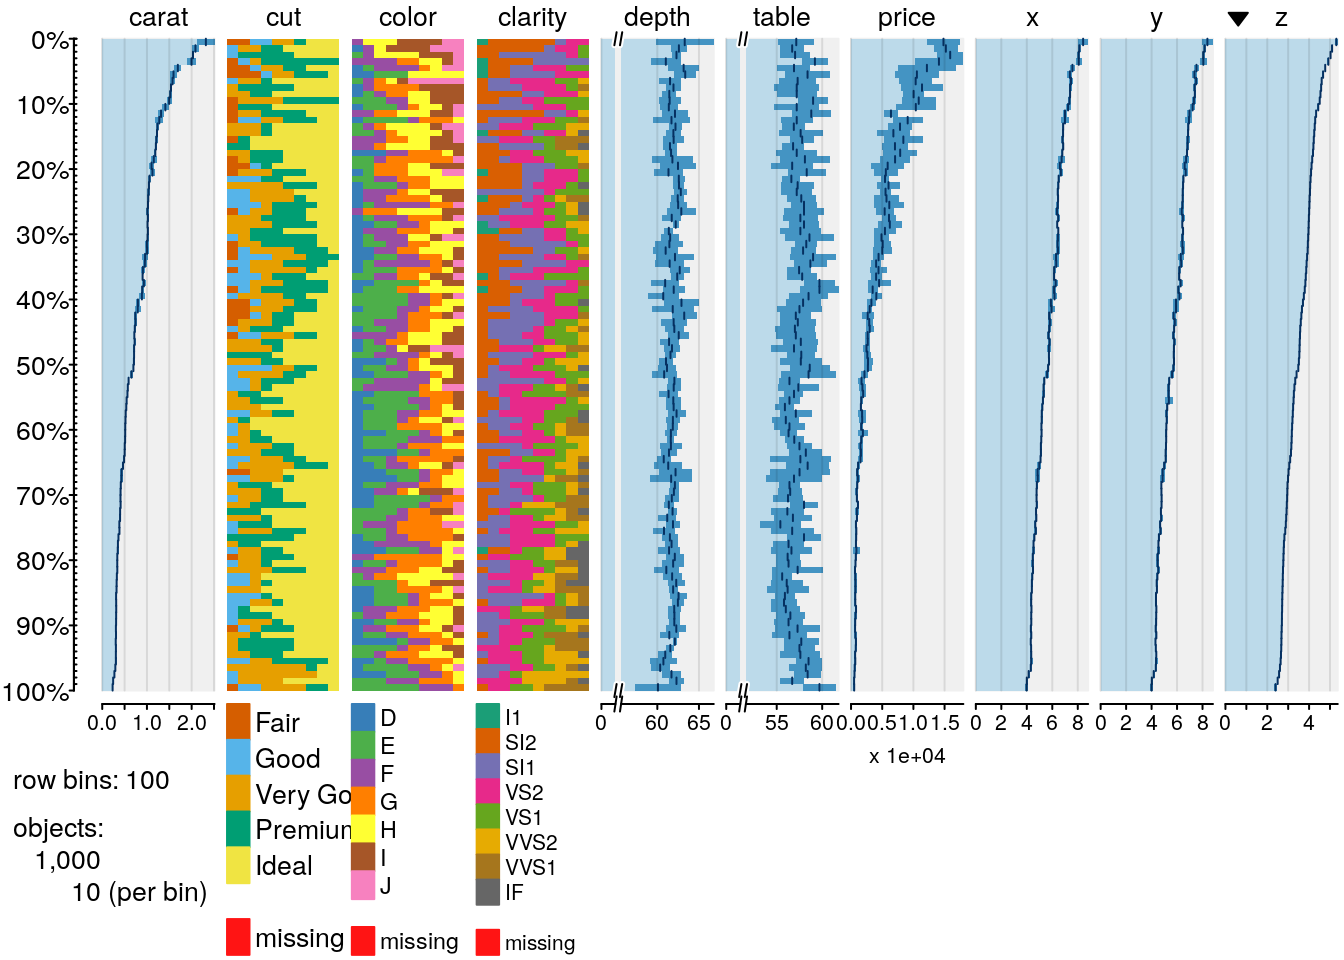 carat cut color clarity depth table price x y z
0%
10%
20%
30%
40%
50%
60%
70%
80%
90%
100%
0.0 1.0 2.0
0 60 65
0 55 60
0.00.51.01.5
x 1e+04
0 2 4 6 8
0 2 4 6 8
0 2 4
row bins: 100
objects:
1,000
10 (per bin)
Fair
Good
Very Go
Premiun
Ideal
missing
D
E
F
G
H
I
J
missing
I1
SI2
SI1
VS2
VS1
VVS2
VVS1
IF
missing